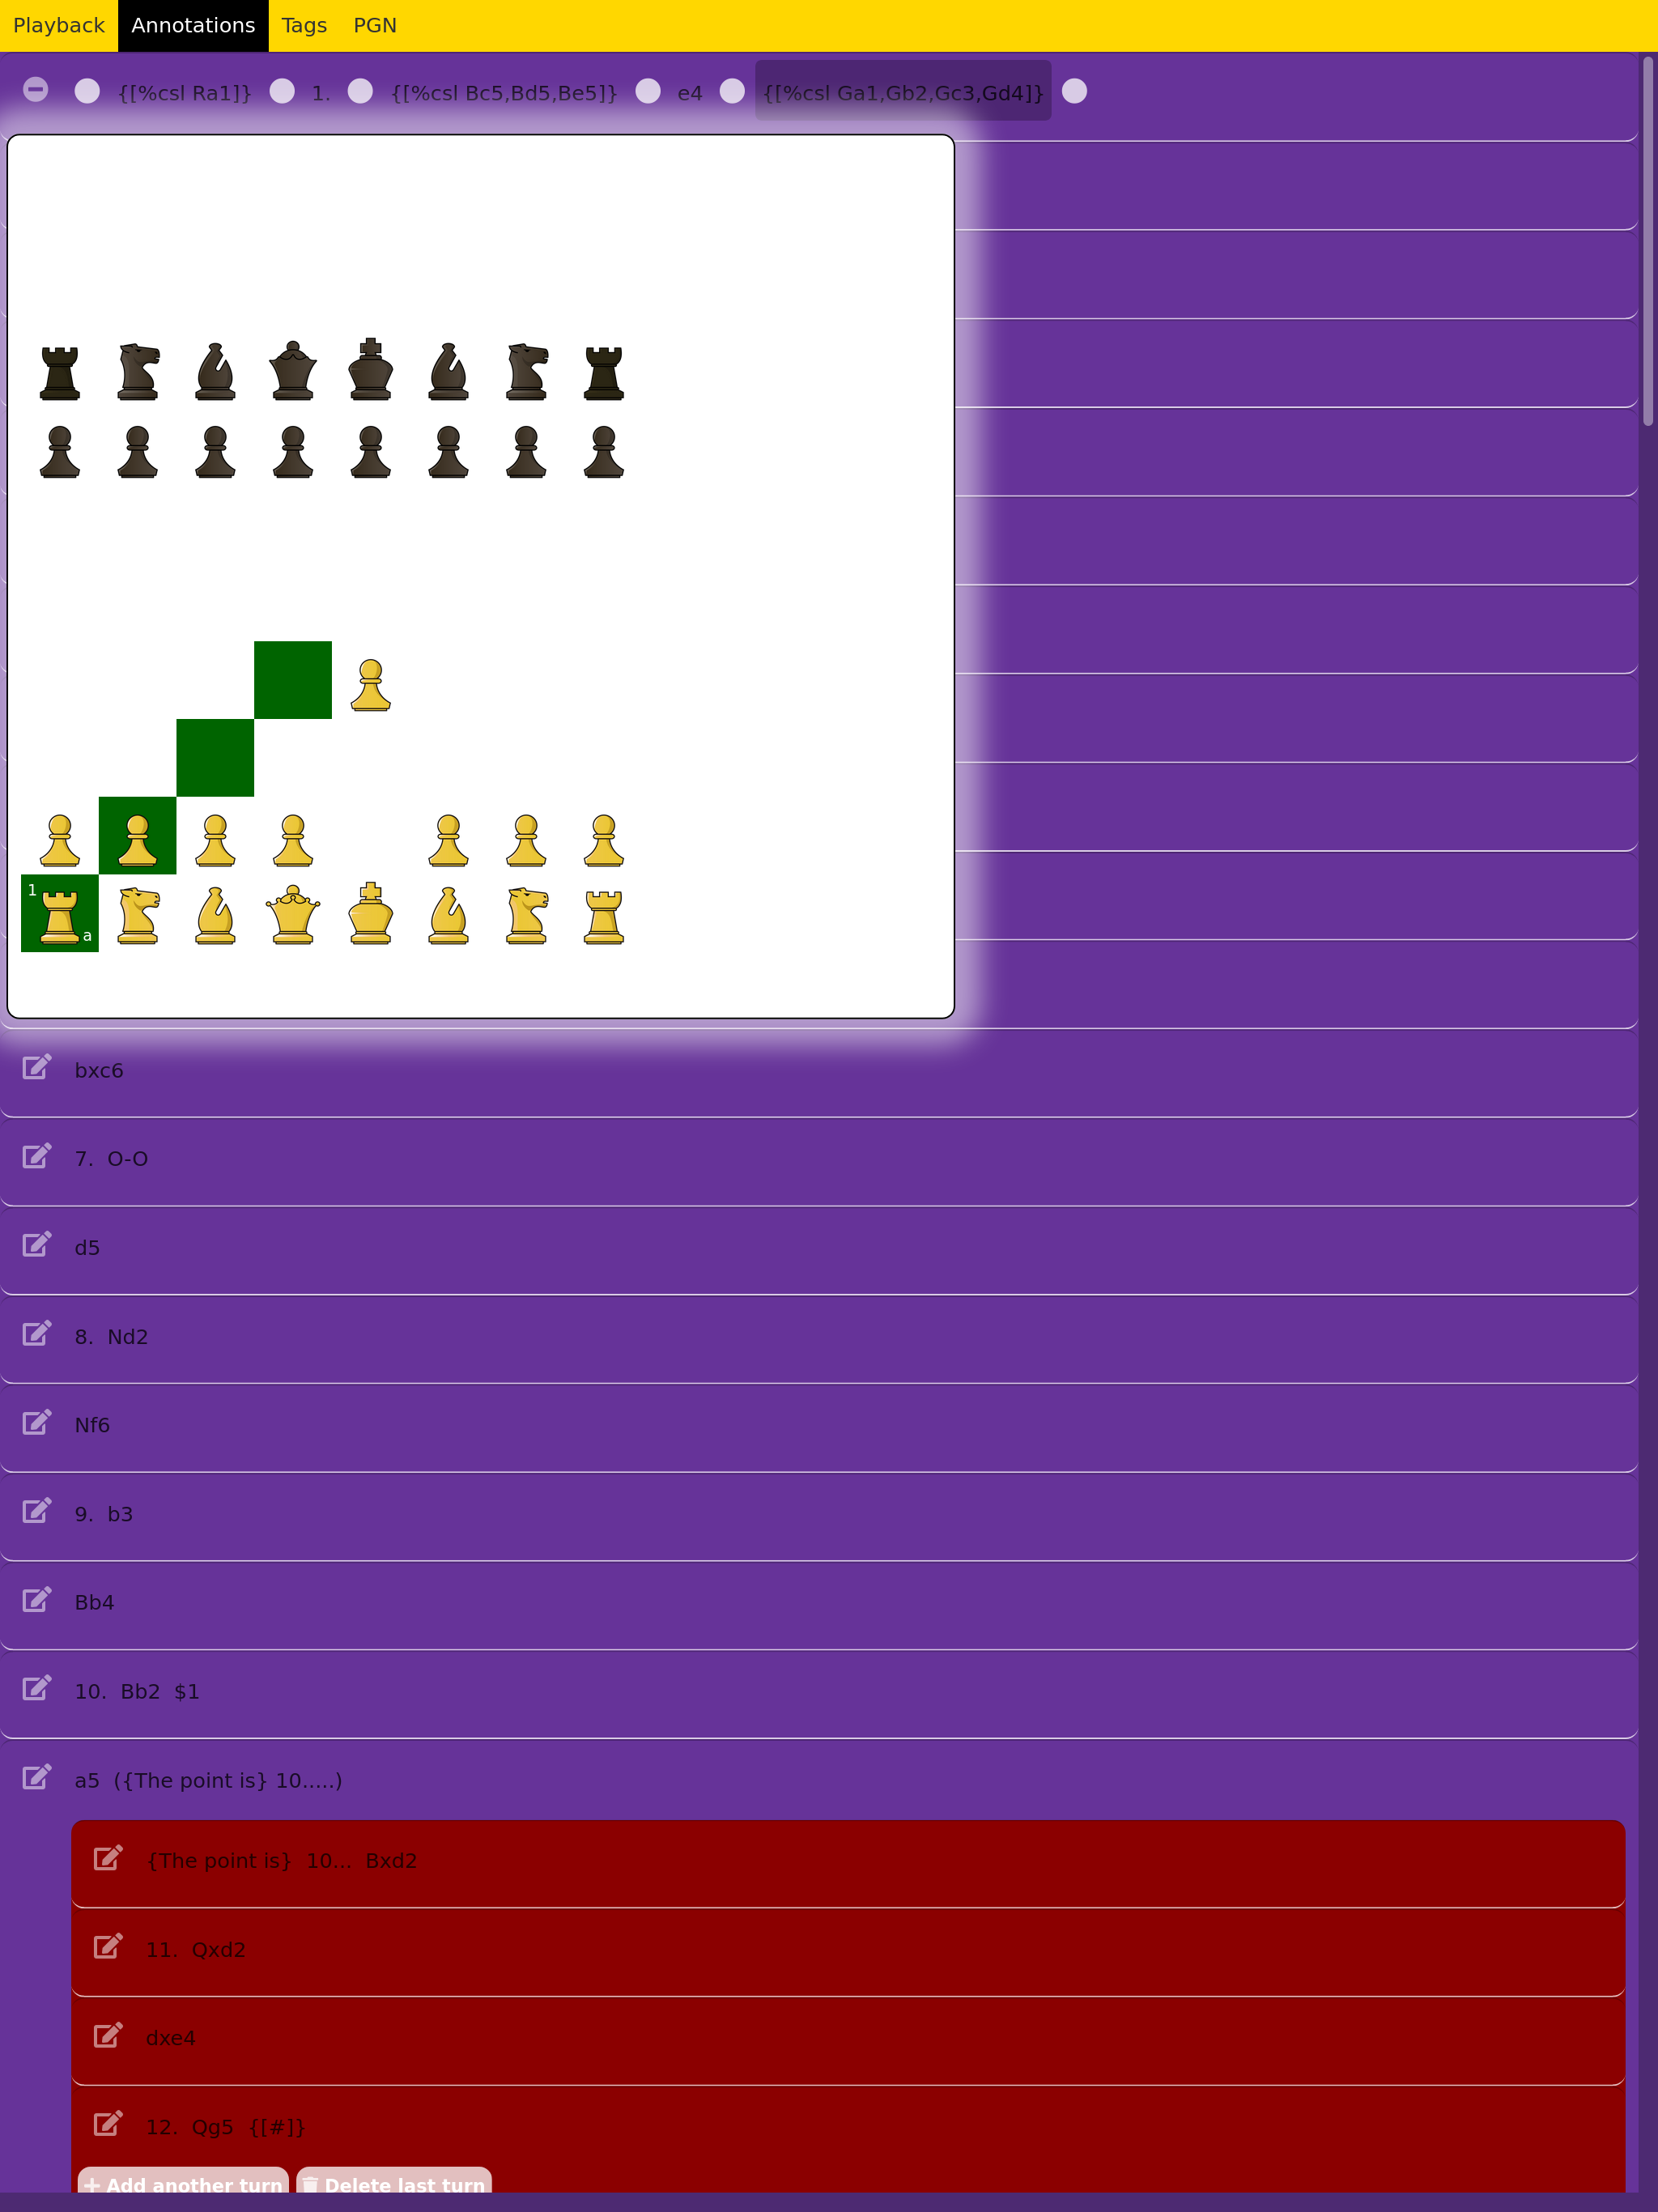 Playback Annotations Tags PGN
{[%csl Ra1]} 1. {[%csl Bc5,Bd5,Be5]} e4 {[%csl Ga1,Gb2,Gc3,Gd4]}
1
a
bxc6
7. O-O
d5
8. Nd2
Nf6
9. b3
Bb4
10. Bb2 $1
a5 ({The point is} 10.....)
{The point is} 10... Bxd2
11. Qxd2
dxe4
12. Qg5 {[#]}
Add another turn Delete last turn